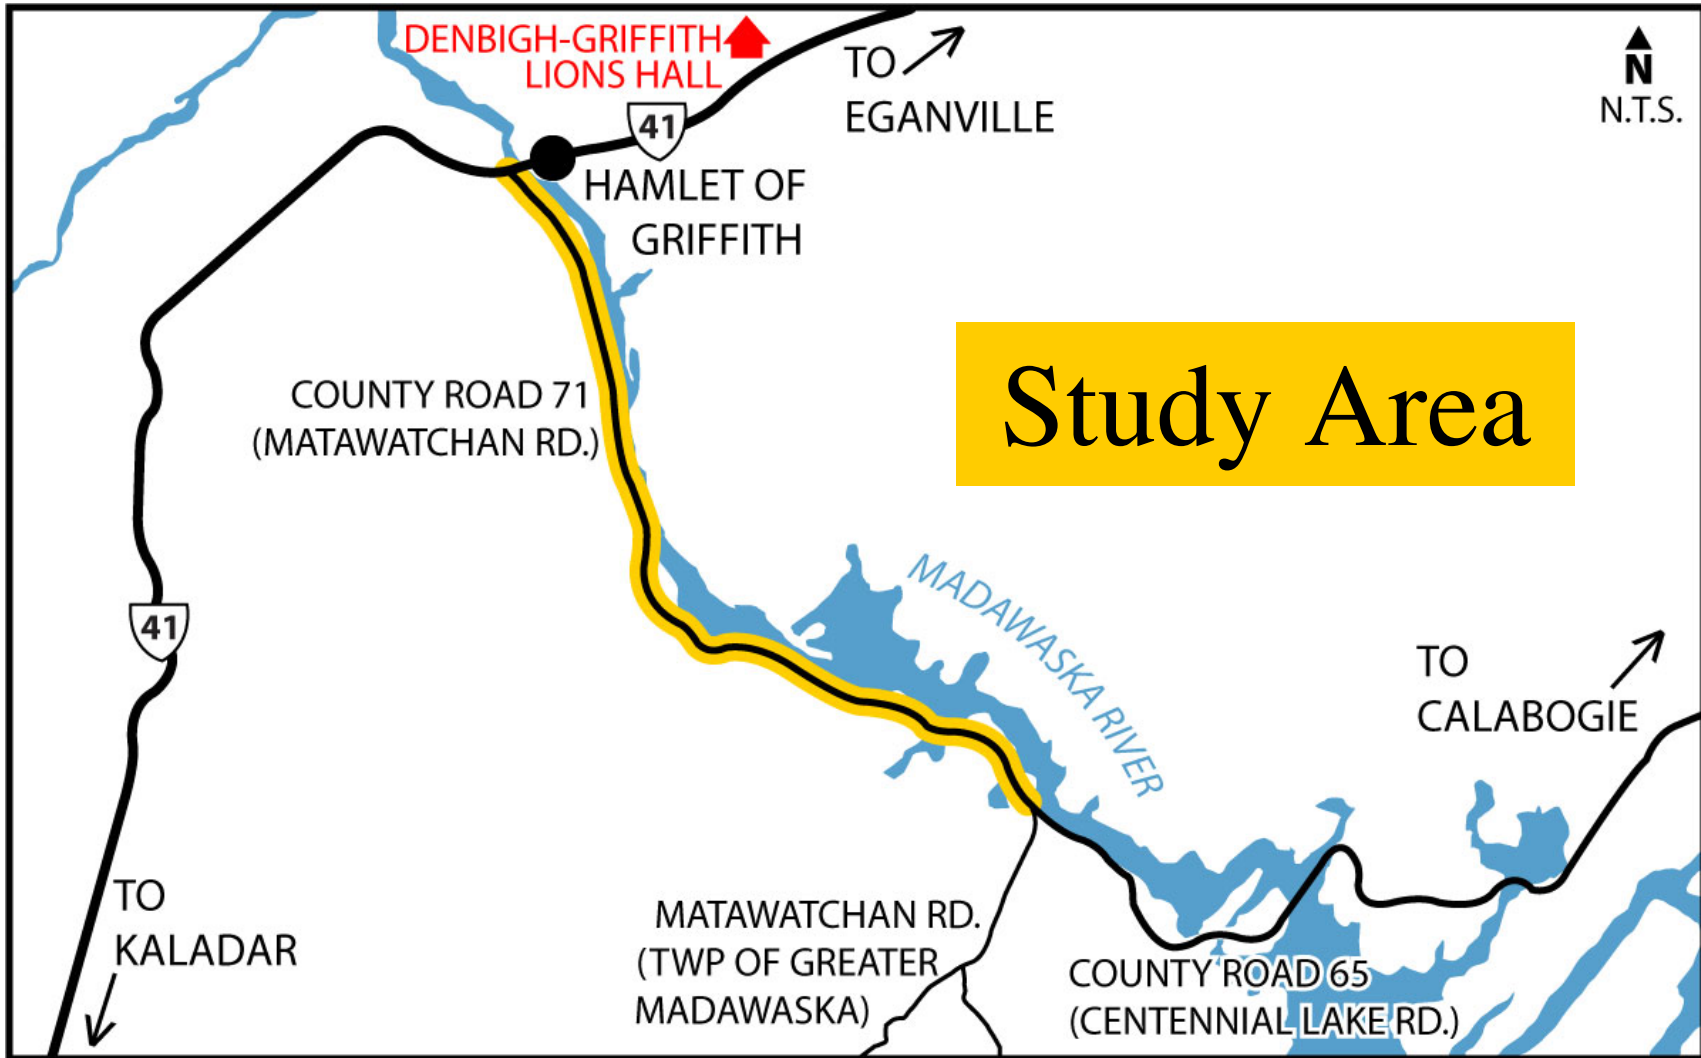 DENBIGH-GRIFFITH
LIONS HALL
TO
EGANVILLE
N
N.T.S.
41
HAMLET OF
GRIFFITH
COUNTY ROAD 71
(MATAWATCHAN RD.)
Study Area
41
MADAWASKA RIVER
TO
CALABOGIE
TO
KALADAR
MATAWATCHAN RD.
(TWP OF GREATER
MADAWASKA)
COUNTY ROAD 65
(CENTENNIAL LAKE RD.)